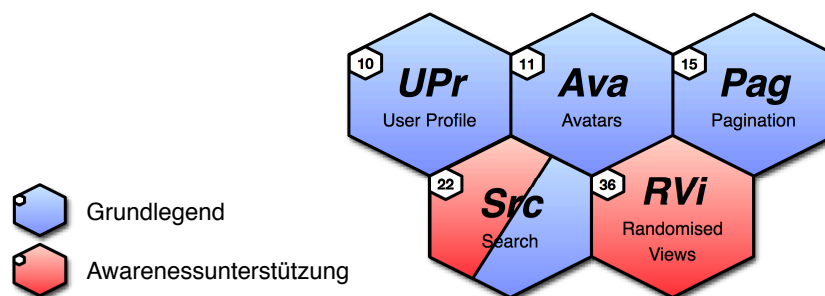 10
UPr
User Profile
11
Ava
Avatars
15
Pag
Pagination
22
Src
Search
36
RVi
Randomised
Views
Grundlegend
Awarenessunterstützung